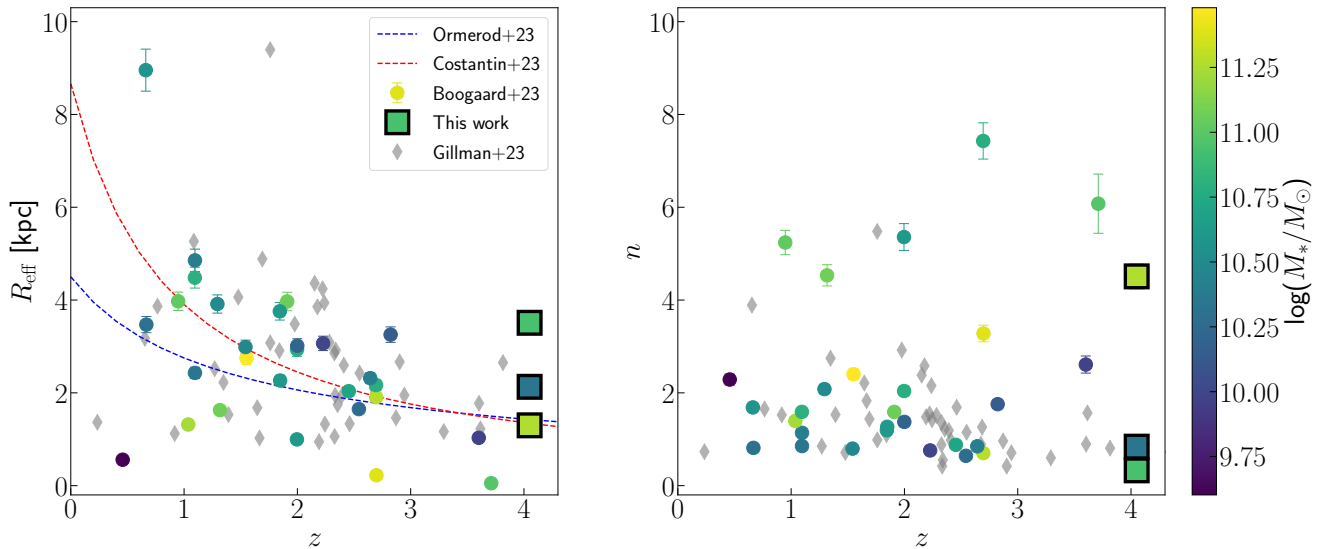 10
8
6
4
2
0
R_eff [kpc]
0 1 2 3 4
z
Ormerod+23
Costantin+23
Boogaard+23
This work
Gillman+23
10
8
6
4
2
0
n
0 1 2 3 4
z
11.25
11.00
10.75
10.50
10.25
10.00
9.75
log(M_*/M_⊙)